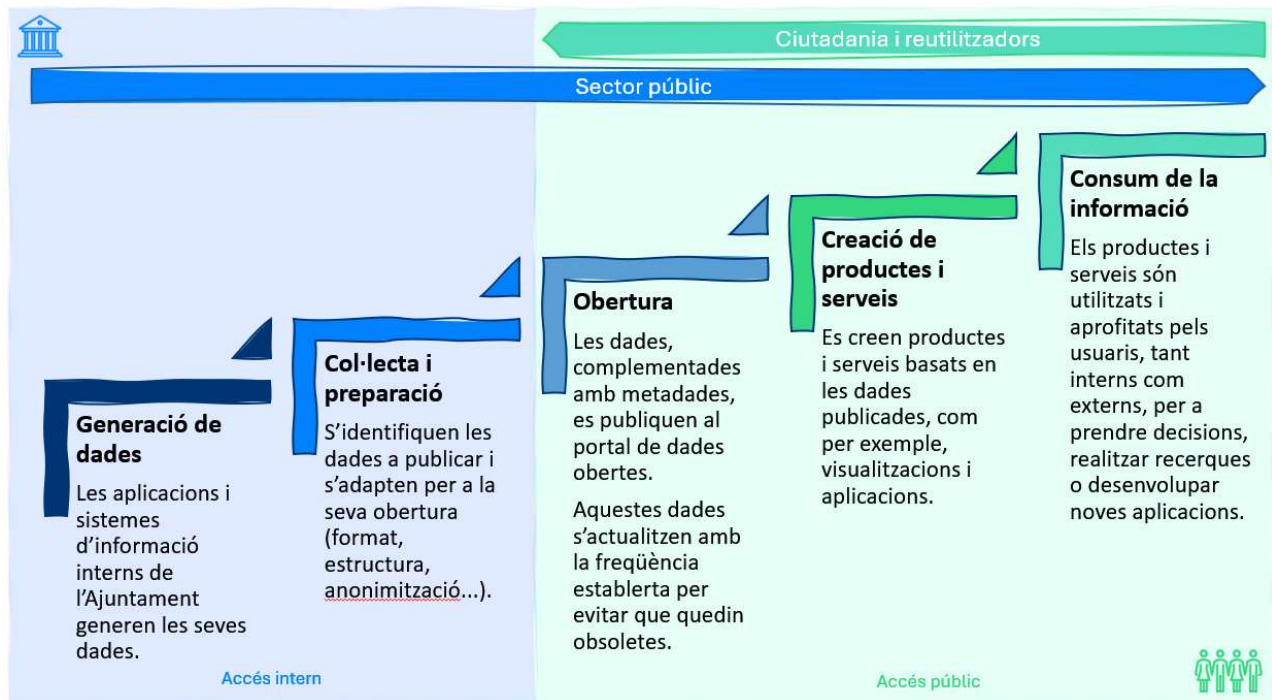 Ciutadania i reutilitzadors
Sector públic
Generació de
dades
Les aplicacions i
sistemes
d'informació
interns de
l'Ajuntament
generen les seves
dades.
Col·lecta i
preparació
S'identifiquen les
dades a publicar i
s'adapten per a la
seva obertura
(format,
estructura,
anonimització...).
Obertura
Les dades,
complementades
amb metadades,
es publiquen al
portal de dades
obertes.
Aquestes dades
s'actualitzen amb
la freqüència
establerta per
evitar que quedin
obsoletes.
Creació de
productes i
serveis
Es creen productes
i serveis basats en
les dades
publicades, com
per exemple,
visualitzacions i
aplicacions.
Consum de la
informació
Els productes i
serveis són
utilitzats i
aprofitats pels
usuaris, tant
interns com
externs, per a
prendre decisions,
realitzar recerques
o desenvolupar
noves aplicacions.
Accés intern
Accés públic